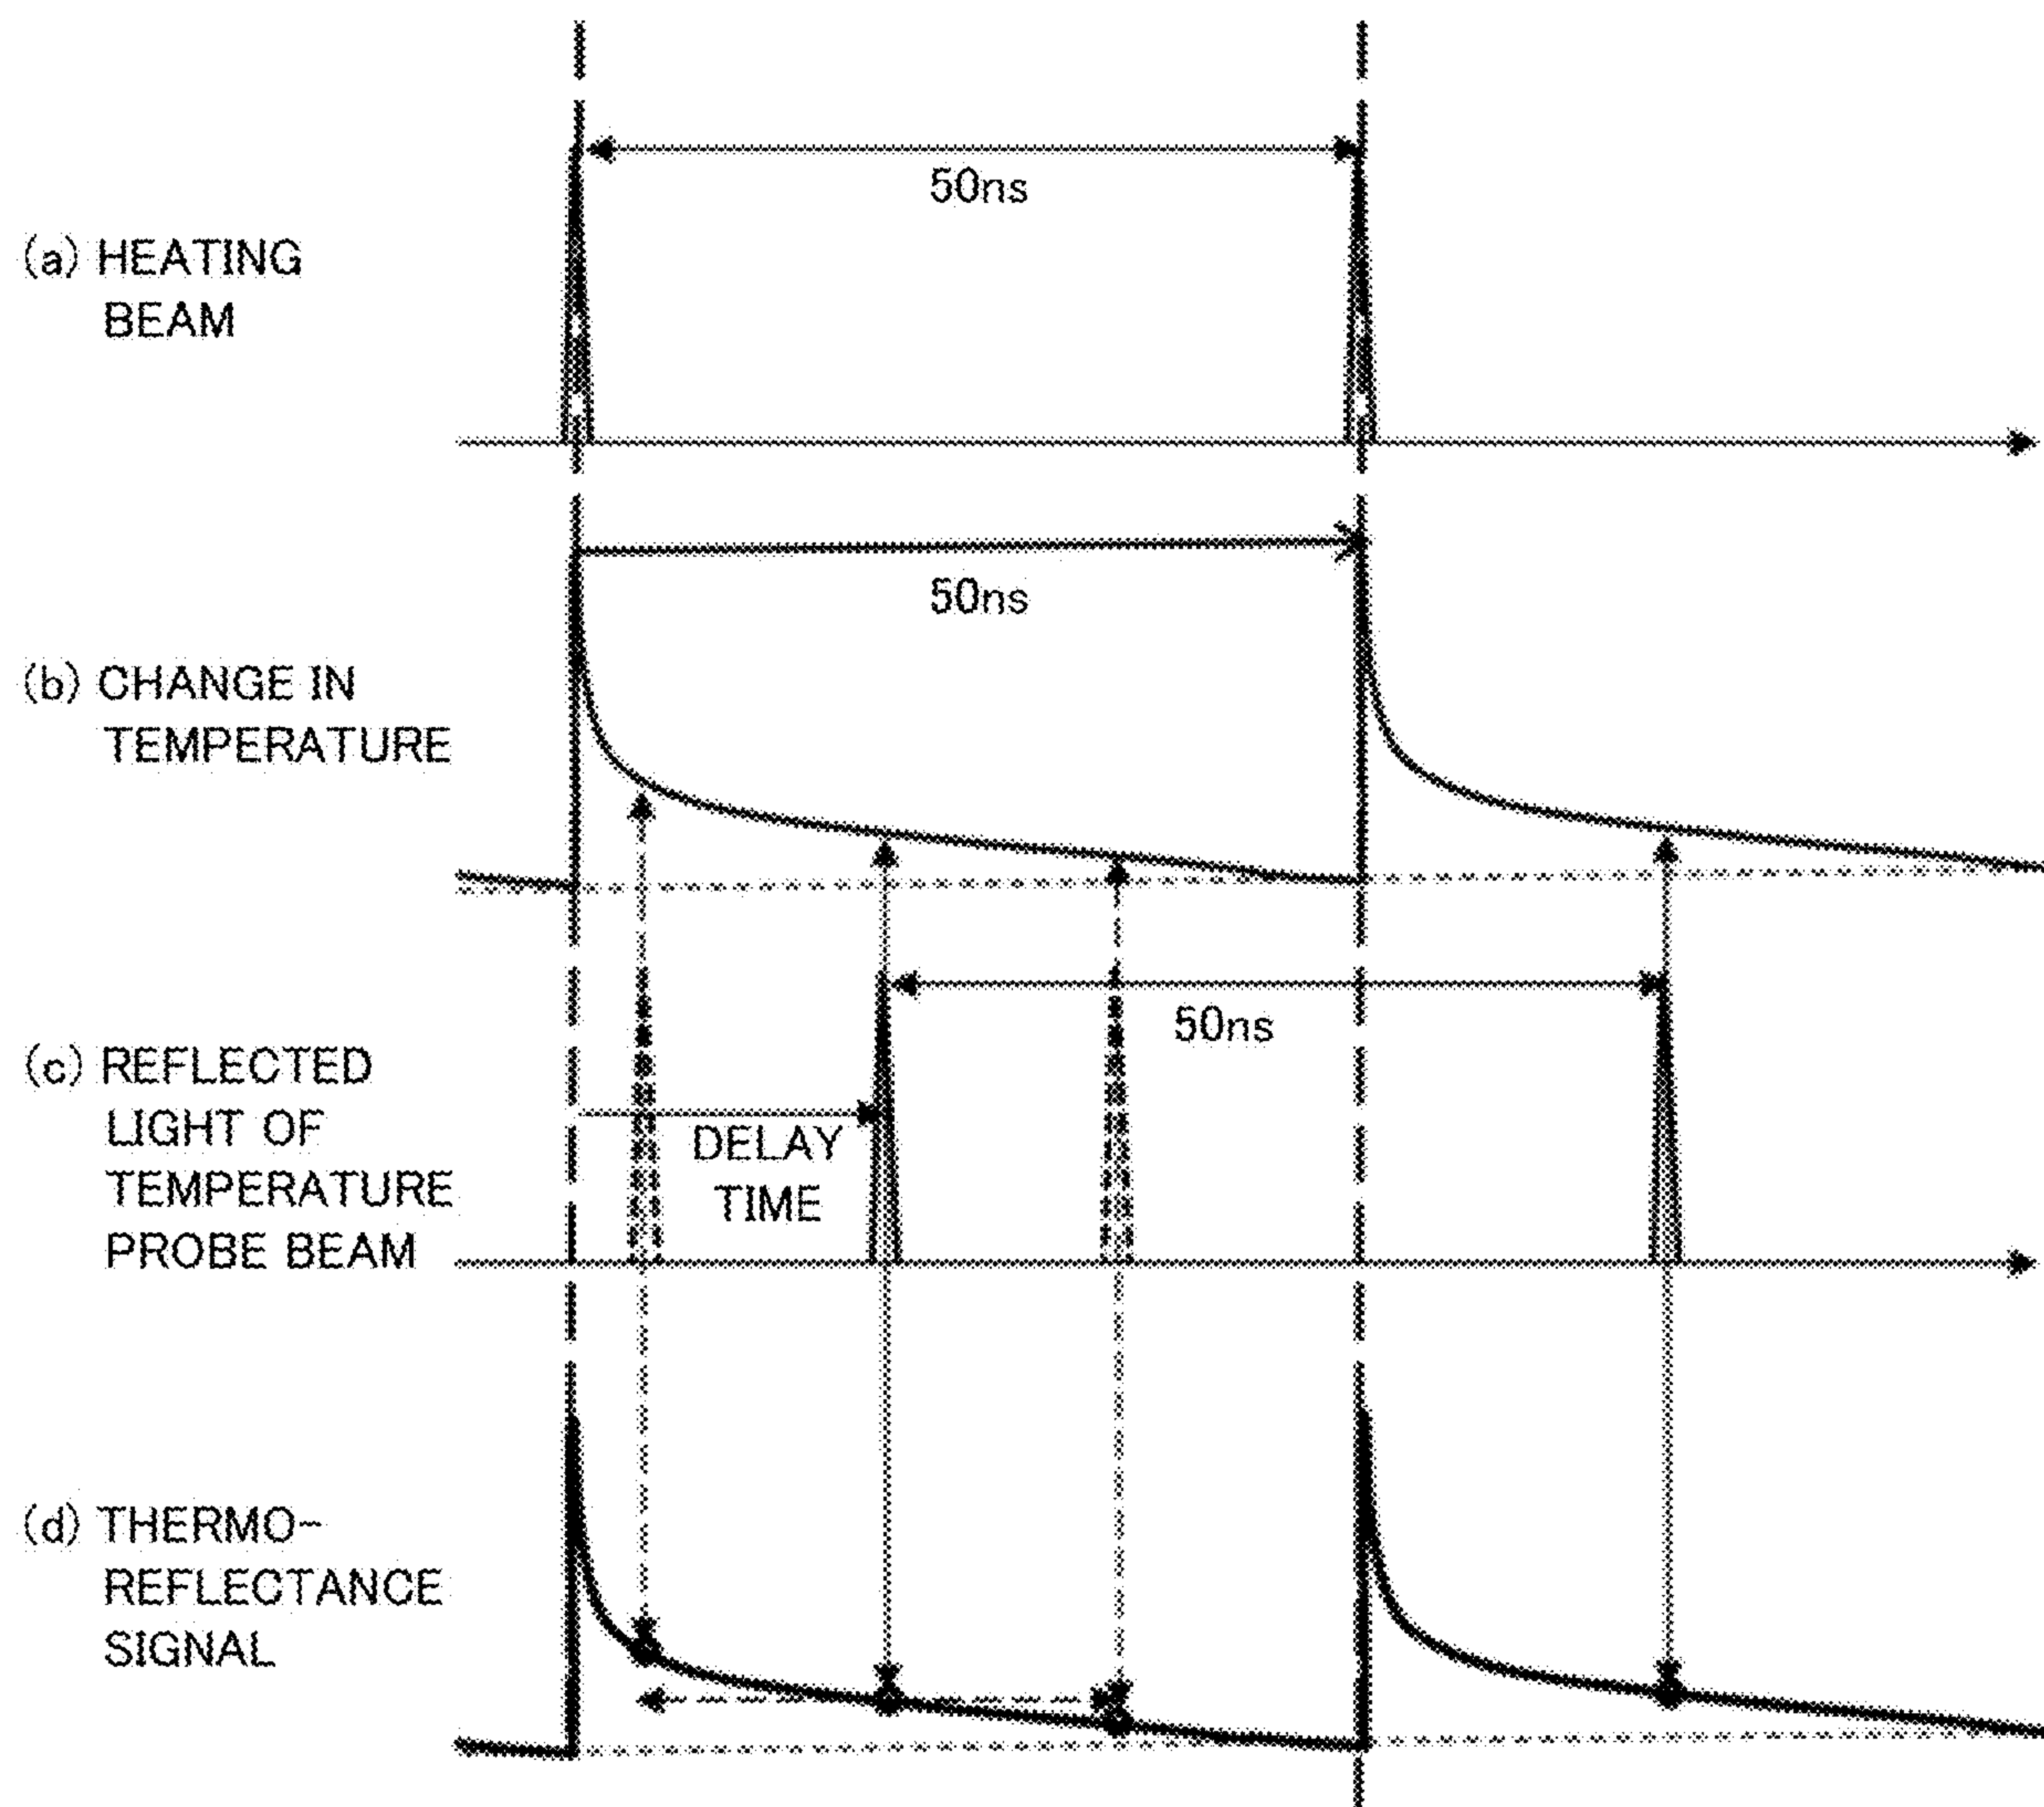 50ns
(a) HEATING
BEAM
50ns
(b) CHANGE IN
TEMPERATURE
50ns
(c) REFLECTED
LIGHT OF
TEMPERATURE
PROBE BEAM
DELAY
TIME
(d) THERMO-
REFLECTANCE
SIGNAL